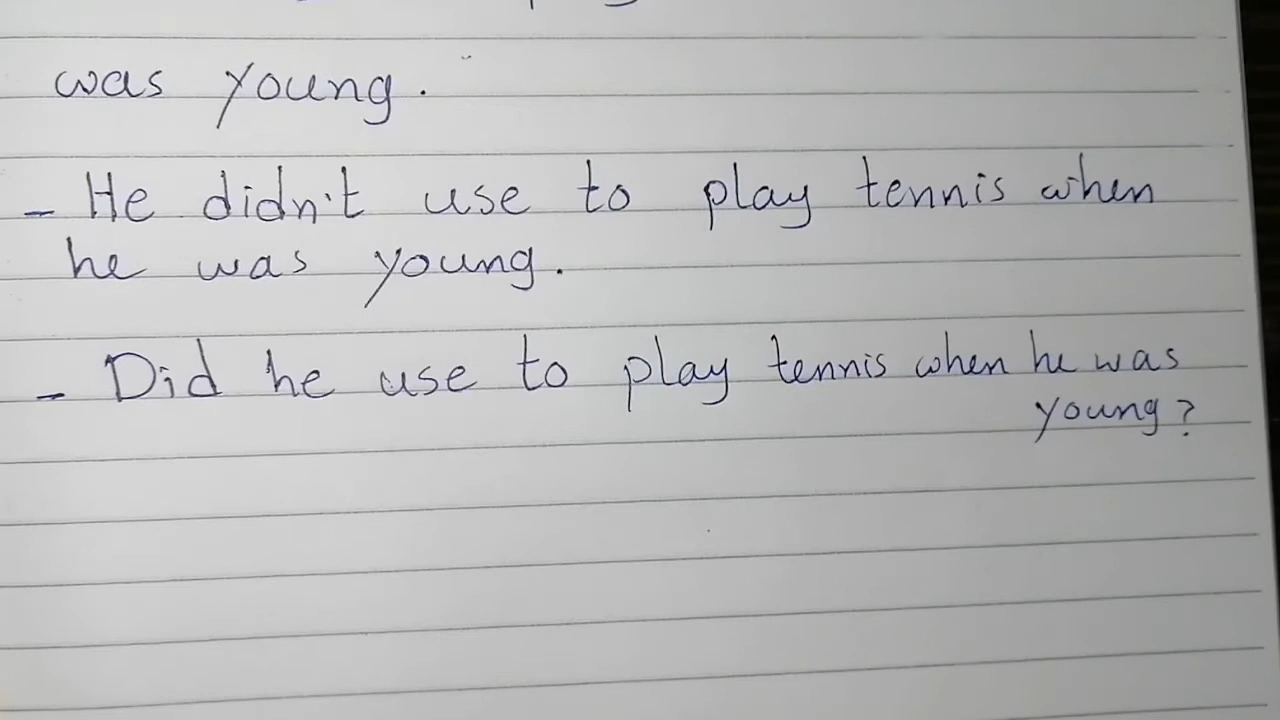 was young.
- He didn't use to play tennis when
he was young.
- Did he use to play tennis when he was
young?